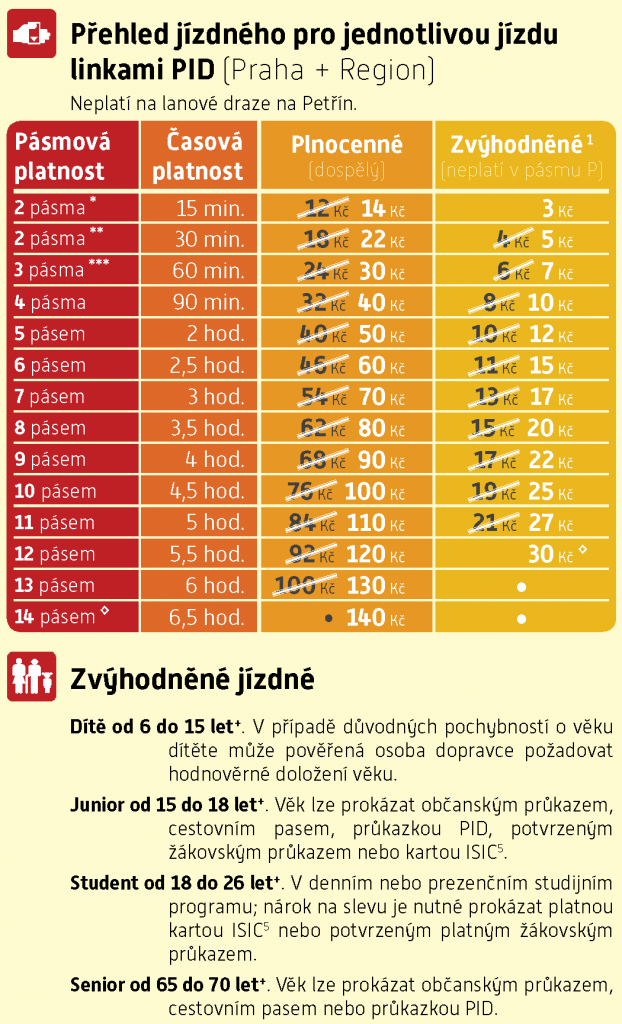 Přehled jízdného pro jednotlivou jízdu
linkami PID (Praha + Region)
Neplatí na lanové draze na Petřín.
Pásmová platnost Časová platnost Plnocenné (dospělý) Zvýhodněné 1 (neplatí v pásmu P)
2 pásma * 15 min. 12 Kč 14 Kč 3 Kč
2 pásma ** 30 min. 18 Kč 22 Kč 4 Kč 5 Kč
3 pásma *** 60 min. 24 Kč 30 Kč 6 Kč 7 Kč
4 pásma 90 min. 32 Kč 40 Kč 8 Kč 10 Kč
5 pásem 2 hod. 40 Kč 50 Kč 10 Kč 12 Kč
6 pásem 2,5 hod. 46 Kč 60 Kč 11 Kč 15 Kč
7 pásem 3 hod. 54 Kč 70 Kč 13 Kč 17 Kč
8 pásem 3,5 hod. 62 Kč 80 Kč 15 Kč 20 Kč
9 pásem 4 hod. 68 Kč 90 Kč 17 Kč 22 Kč
10 pásem 4,5 hod. 76 Kč 100 Kč 19 Kč 25 Kč
11 pásem 5 hod. 84 Kč 110 Kč 21 Kč 27 Kč
12 pásem 5,5 hod. 92 Kč 120 Kč 30 Kč ◊
13 pásem 6 hod. 100 Kč 130 Kč •
14 pásem ◊ 6,5 hod. • 140 Kč •
Zvýhodněné jízdné
Dítě od 6 do 15 let+. V případě důvodných pochybností o věku
dítěte může pověřená osoba dopravce požadovat
hodnověrné doložení věku.
Junior od 15 do 18 let+. Věk lze prokázat občanským průkazem,
cestovním pasem, průkazkou PID, potvrzeným
žákovským průkazem nebo kartou ISIC5.
Student od 18 do 26 let+. V denním nebo prezenčním studijním
programu; nárok na slevu je nutné prokázat platnou
kartou ISIC5 nebo potvrzeným platným žákovským
průkazem.
Senior od 65 do 70 let+. Věk lze prokázat občanským průkazem,
cestovním pasem nebo průkazkou PID.